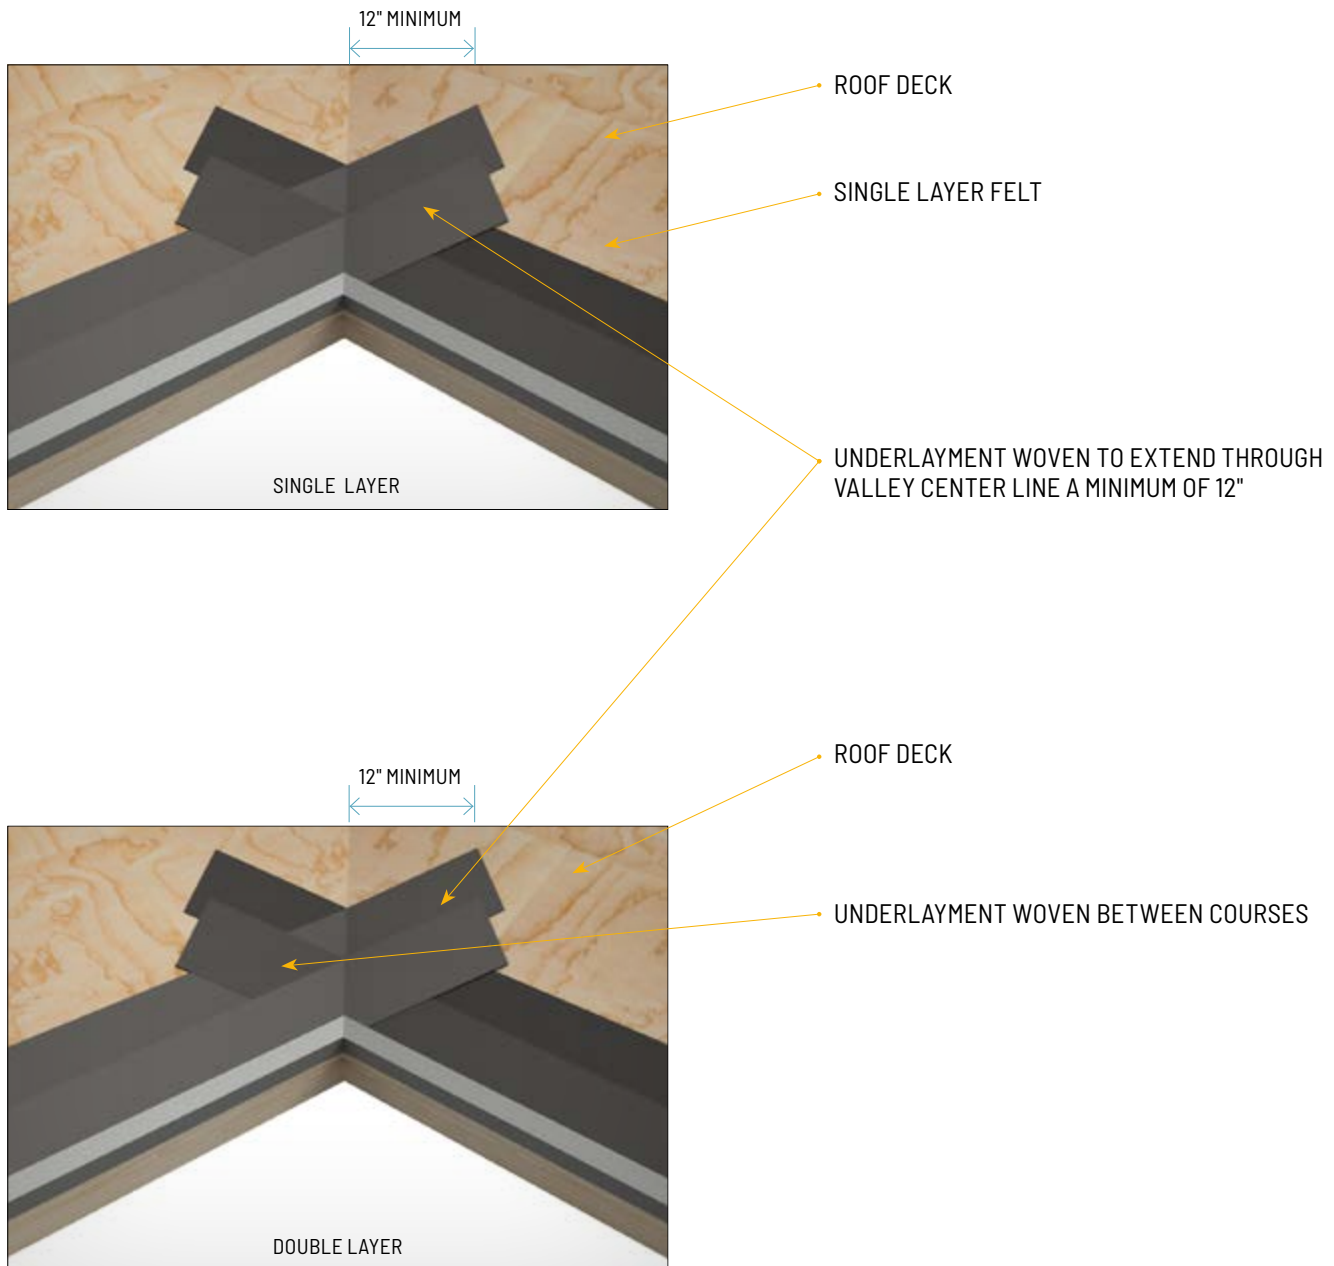 12" MINIMUM
ROOF DECK
SINGLE LAYER FELT
UNDERLAYMENT WOVEN TO EXTEND THROUGH
VALLEY CENTER LINE A MINIMUM OF 12"
SINGLE LAYER
12" MINIMUM
ROOF DECK
UNDERLAYMENT WOVEN BETWEEN COURSES
DOUBLE LAYER